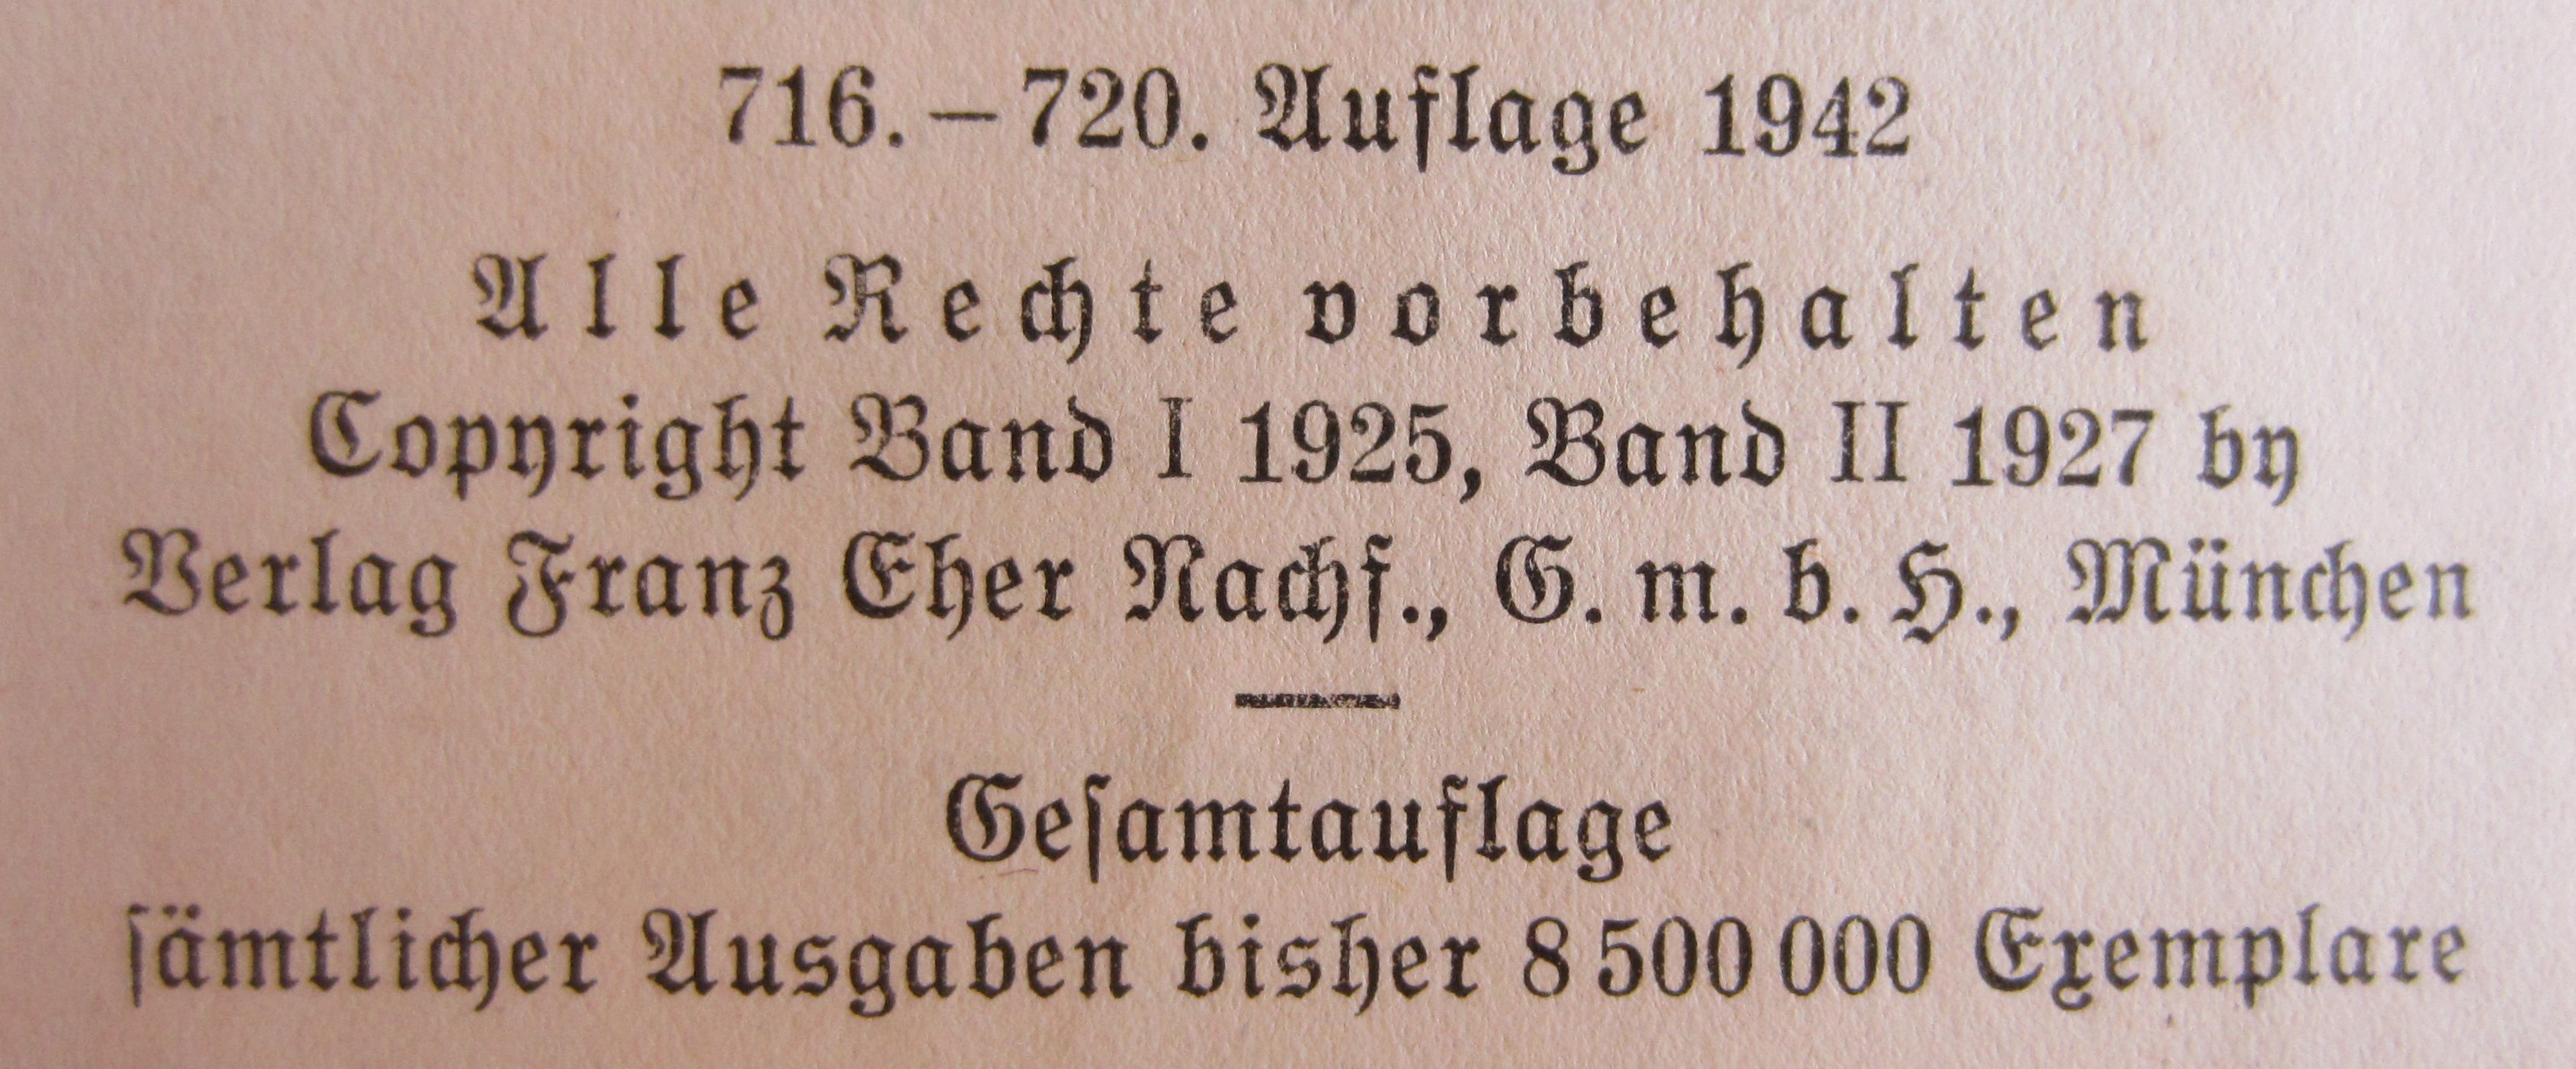 716.–720. Auflage 1942
Alle Rechte vorbehalten
Copyright Band I 1925, Band II 1927 by
Verlag Franz Eher Nachf., G. m. b. H., München
Geſamtauflage
ſämtlicher Ausgaben bisher 8 500 000 Exemplare